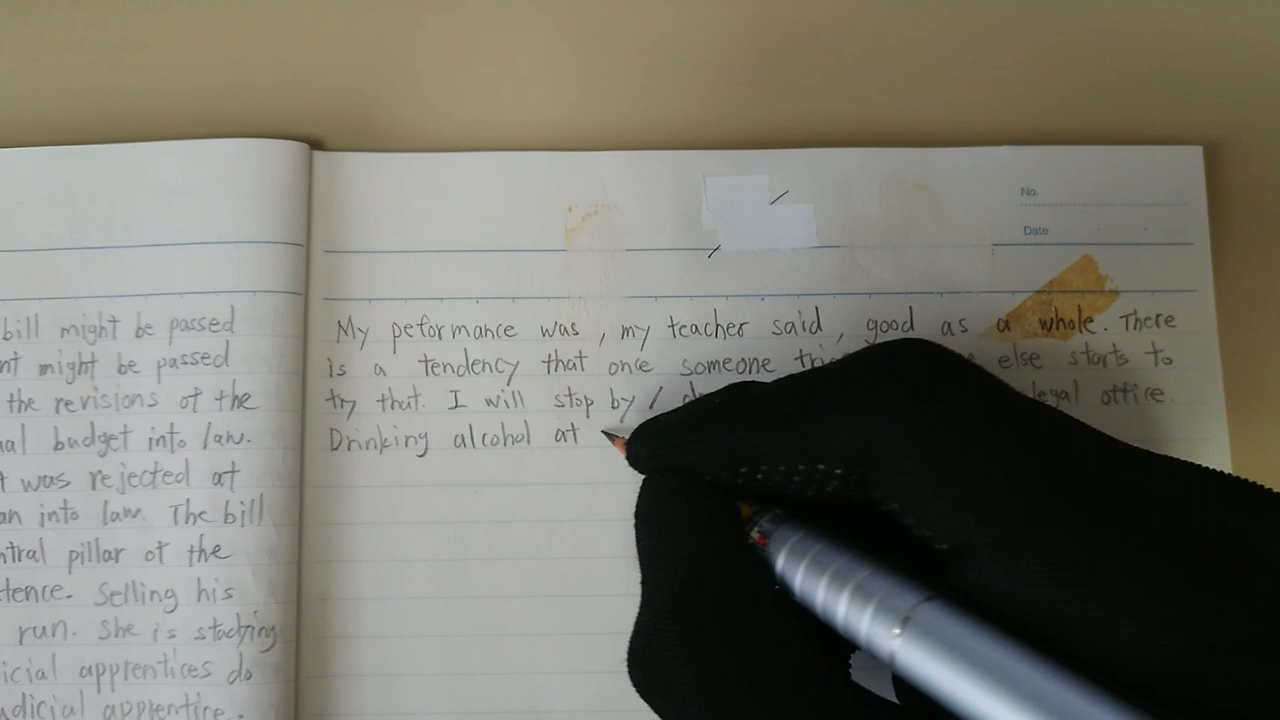 No.
Date
bill might be passed
nt might be passed
the revisions of the
al budget into law.
was rejected at
an into law. The bill
ntral pillar of the
tence. Selling his
run. She is
icial apprentices do
udicial apprentice.
My peformance was, my teacher said, good as a whole. There
is a tendency that once someone else starts to
try that. I will stop by legal office.
Drinking alcohol at